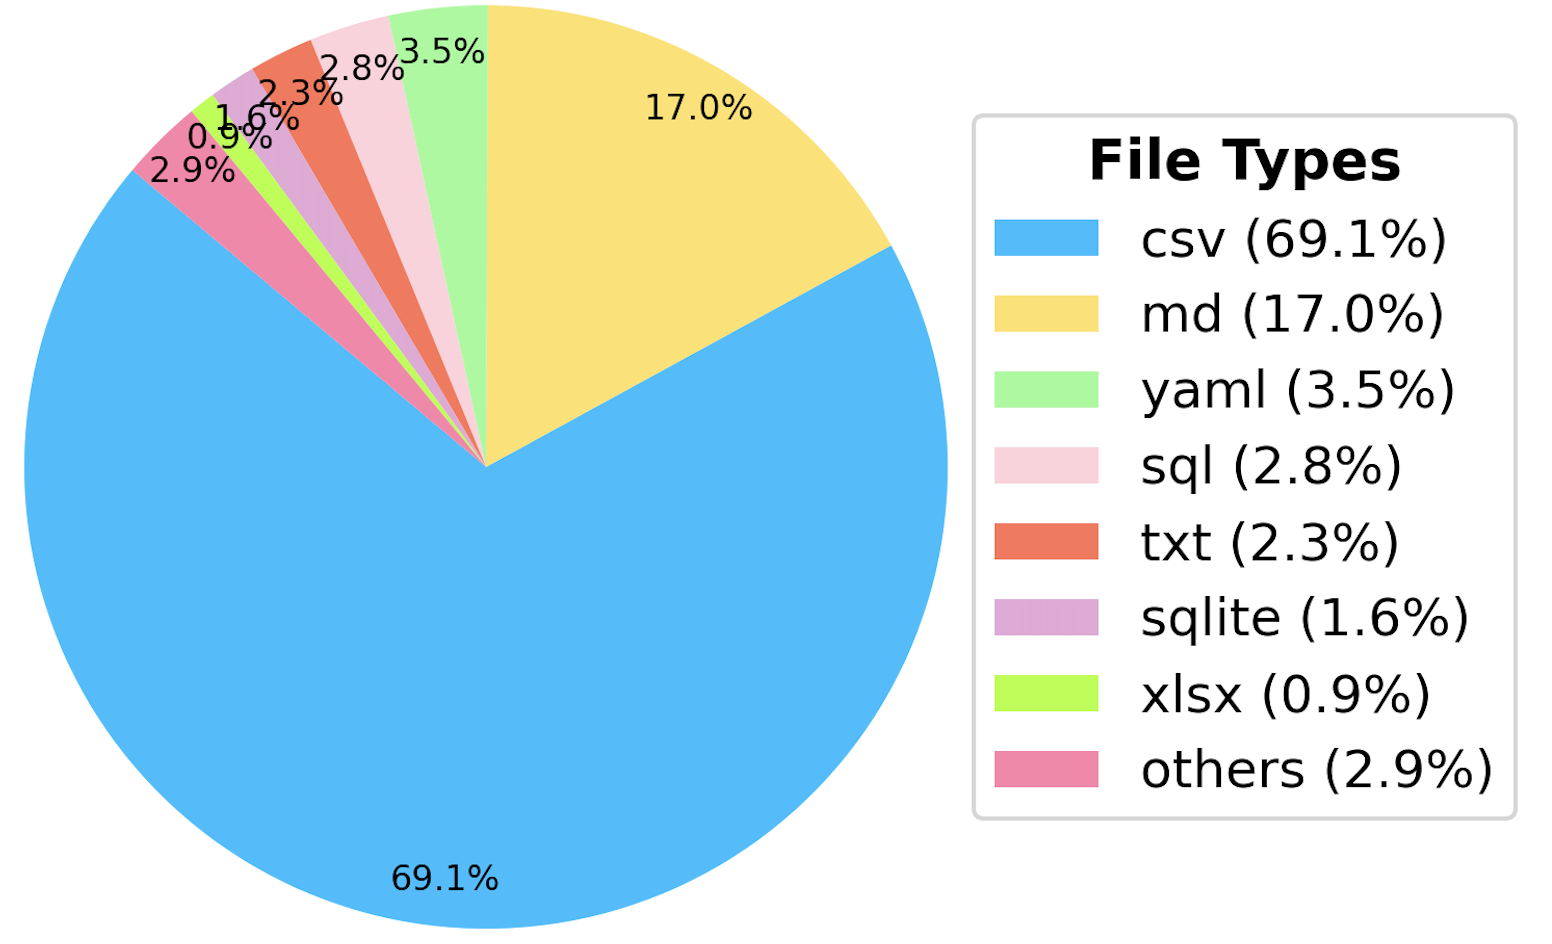 3.5%
2.8%
2.3%
1.6%
0.9%
2.9%
17.0%
69.1%
File Types
csv (69.1%)
md (17.0%)
yaml (3.5%)
sql (2.8%)
txt (2.3%)
sqlite (1.6%)
xlsx (0.9%)
others (2.9%)